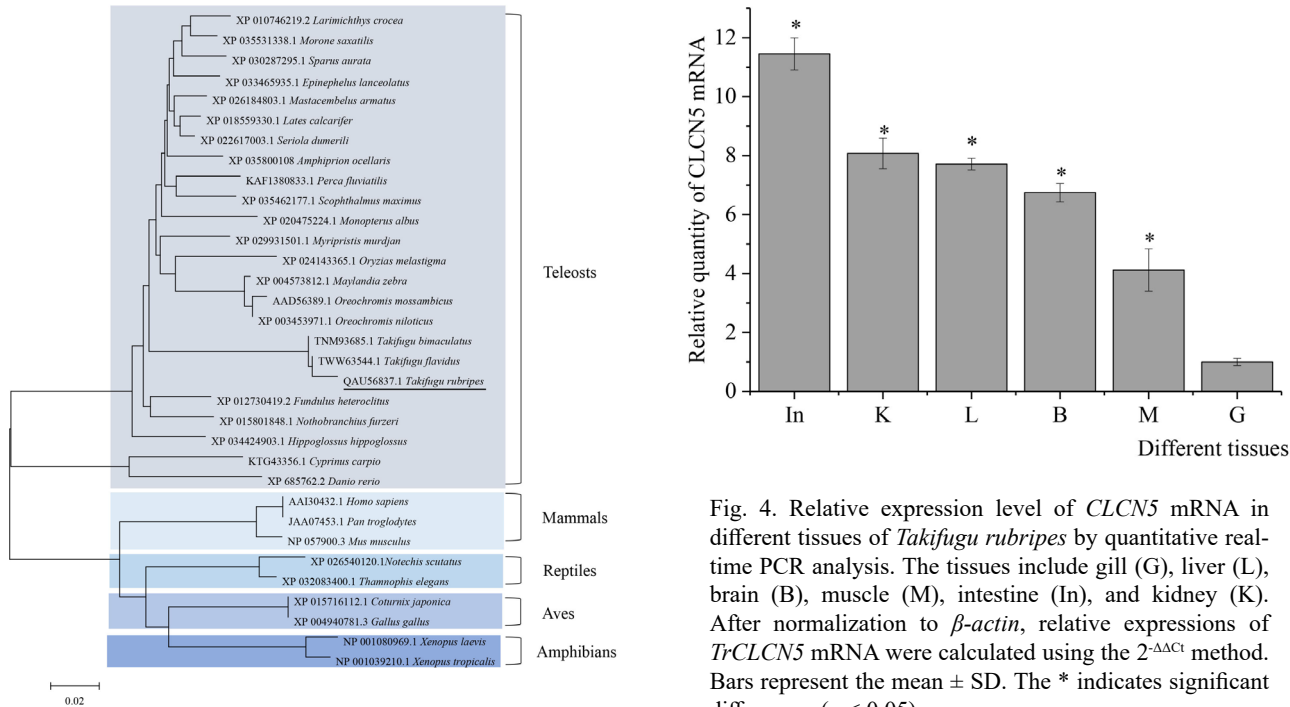 XP 010746219.2 Larimichthys crocea
XP 035531338.1 Morone saxatilis
XP 030287295.1 Sparus aurata
XP 033465935.1 Epinephelus lanceolatus
XP 026184803.1 Mastacembelus armatus
XP 018559330.1 Lates calcarifer
XP 022617003.1 Seriola dumerili
XP 035800108 Amphiprion ocellaris
KAF1380833.1 Perca fluviatilis
XP 035462177.1 Scophthalmus maximus
XP 020475224.1 Monopterus albus
XP 029931501.1 Myripristis murdjan
XP 024143365.1 Oryzias melastigma
XP 004573812.1 Maylandia zebra
AAD56389.1 Oreochromis mossambicus
XP 003453971.1 Oreochromis niloticus
TNM93685.1 Takifugu bimaculatus
TWW63544.1 Takifugu flavidus
QAU56837.1 Takifugu rubripes
XP 012730419.2 Fundulus heteroclitus
XP 015801848.1 Nothobranchius furzeri
XP 034424903.1 Hippoglossus hippoglossus
KTG43356.1 Cyprinus carpio
XP 685762.2 Danio rerio
Teleosts
AAI30432.1 Homo sapiens
JAA07453.1 Pan troglodytes
NP 057900.3 Mus musculus
Mammals
XP 026540120.1Notechis scutatus
XP 032083400.1 Thamnophis elegans
Reptiles
XP 015716112.1 Coturnix japonica
XP 004940781.3 Gallus gallus
Aves
NP 001080969.1 Xenopus laevis
NP 001039210.1 Xenopus tropicalis
Amphibians
0.02
Relative quantity of CLCN5 mRNA
12
10
8
6
4
2
0
* * * * *
In K L B M G
Different tissues
Fig. 4. Relative expression level of CLCN5 mRNA in
different tissues of Takifugu rubripes by quantitative real-
time PCR analysis. The tissues include gill (G), liver (L),
brain (B), muscle (M), intestine (In), and kidney (K).
After normalization to β-actin, relative expressions of
TrCLCN5 mRNA were calculated using the 2-ΔΔCt method.
Bars represent the mean ± SD. The * indicates significant